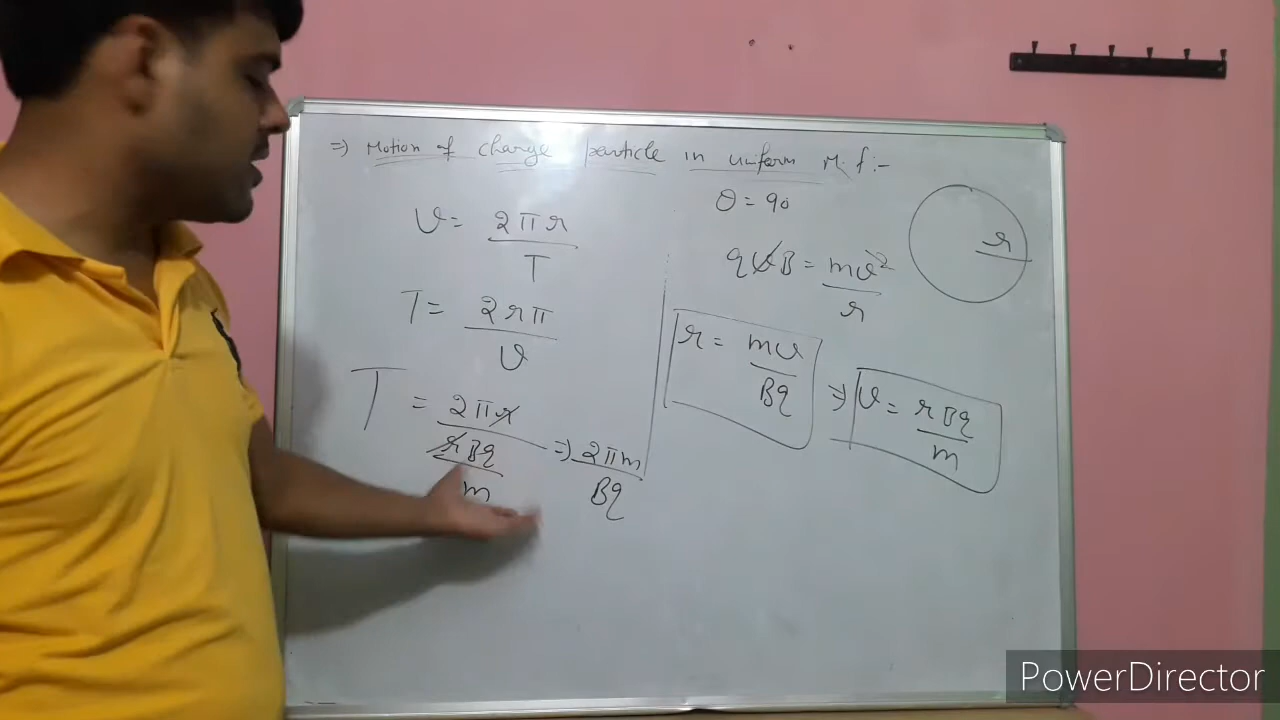 => Motion of charge particle in uniform M.f:-
v = 2πr / T
T = 2rπ / v
T = 2πr / rBq / m => 2πm / Bq
θ = 90
r
qvB = mv² / r
r = mv / Bq => v = rBq / m
PowerDirector